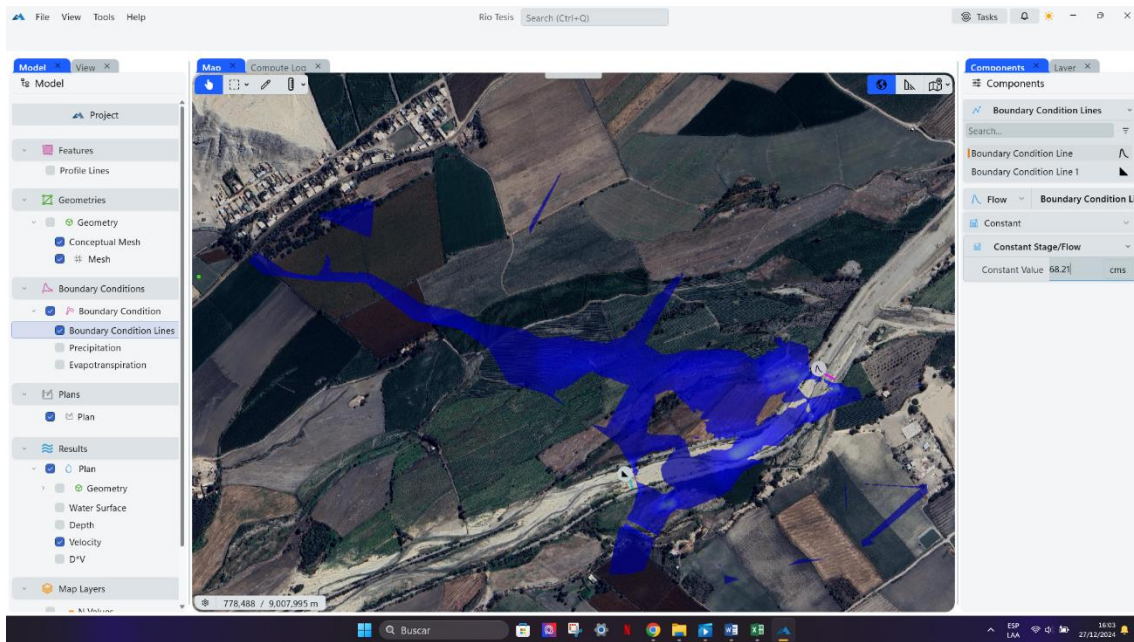 File View Tools Help
Rio Tesis
Search (Ctrl+Q)
Tasks
Model View
Model
Project
Features
Profile Lines
Geometries
Geometry
Conceptual Mesh
Mesh
Boundary Conditions
Boundary Condition
Boundary Condition Lines
Precipitation
Evapotranspiration
Plans
Plan
Results
Plan
Geometry
Water Surface
Depth
Velocity
D*V
Map Layers
N Values
Map Compute Log
778,488 / 9,007,995 m
Components Layer
Components
Boundary Condition Lines
Search...
Boundary Condition Line
Boundary Condition Line 1
Flow Boundary Condition Li
Constant
Constant Stage/Flow
Constant Value 68.21 cms
Buscar
ESP
LAA
16:03
27/12/2024